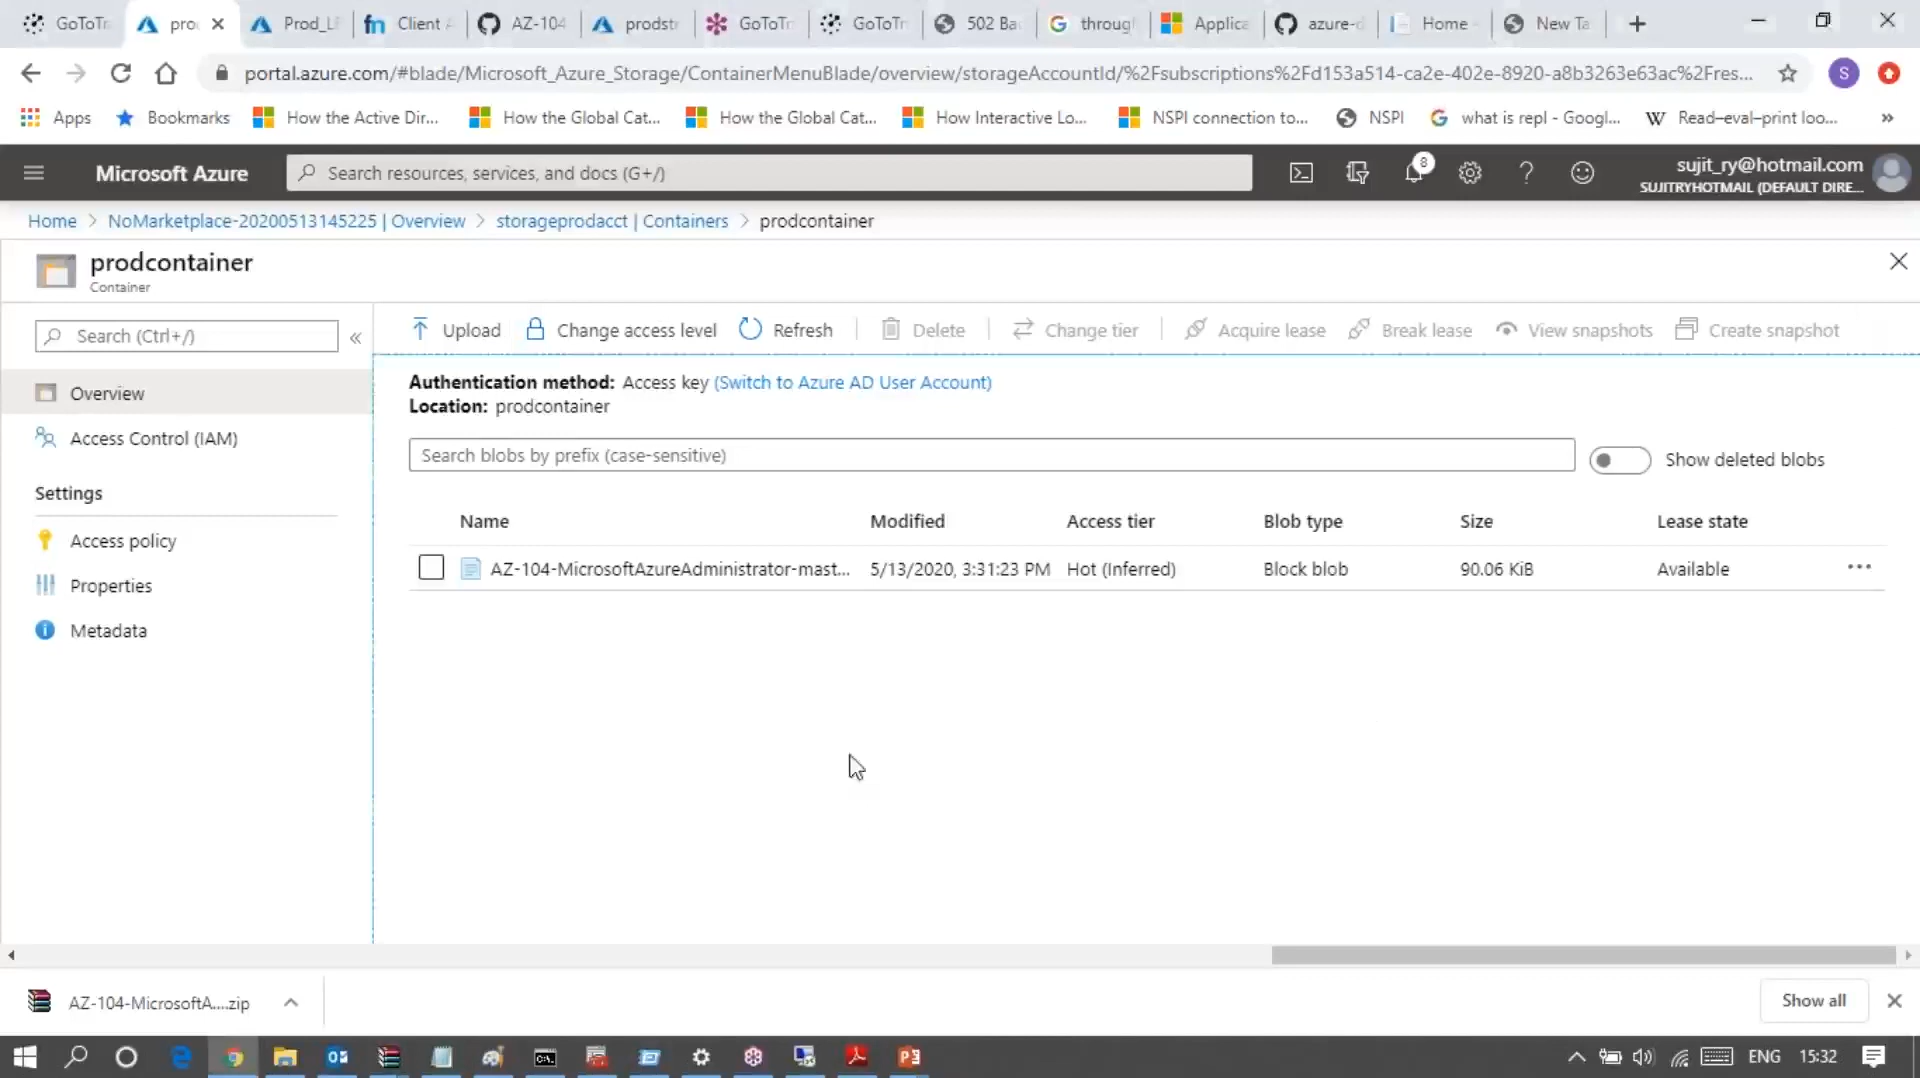 GoToTr
pro
Prod_L
Client A
AZ-104
prodstr
GoToTr
GoToTr
502 Ba
throug
Applica
azure-d
Home -
New Ta
portal.azure.com/#blade/Microsoft_Azure_Storage/ContainerMenuBlade/overview/storageAccountId/%2Fsubscriptions%2Fd153a514-ca2e-402e-8920-a8b3263e63ac%2Fres...
S
Apps
Bookmarks
How the Active Dir...
How the Global Cat...
How the Global Cat...
How Interactive Lo...
NSPI connection to...
NSPI
what is repl - Googl...
Read–eval–print loo...
»
Microsoft Azure
Search resources, services, and docs (G+/)
8
sujit_ry@hotmail.com
SUJITRYHOTMAIL (DEFAULT DIRE...
Home > NoMarketplace-20200513145225 | Overview > storageprodacct | Containers > prodcontainer
prodcontainer
Container
Search (Ctrl+/)
«
Upload
Change access level
Refresh
Delete
Change tier
Acquire lease
Break lease
View snapshots
Create snapshot
Overview
Access Control (IAM)
Settings
Access policy
Properties
Metadata
Authentication method: Access key (Switch to Azure AD User Account)
Location: prodcontainer
Search blobs by prefix (case-sensitive)
Show deleted blobs
Name Modified Access tier Blob type Size Lease state
AZ-104-MicrosoftAzureAdministrator-mast... 5/13/2020, 3:31:23 PM Hot (Inferred) Block blob 90.06 KiB Available ...
AZ-104-MicrosoftA....zip
Show all
ENG
15:32